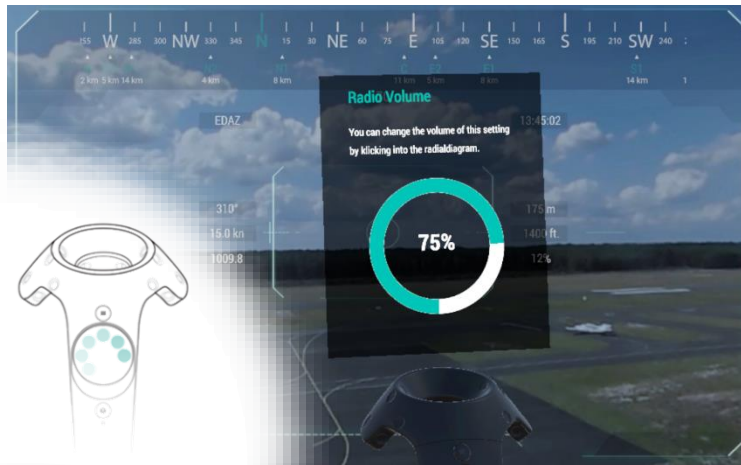 255 W 285 300 NW 330 345 N 15 30 NE 60 75 E 105 120 SE 150 165 S 195 210 SW 240
2 km 5 km 14 km 4 km 8 km 11 km 5 km 8 km 14 km
Radio Volume
EDAZ
13:45:02
You can change the volume of this setting
by klicking into the radialdiagram.
310°
175 m
75%
15.0 kn
1400 ft.
1009.8
12%